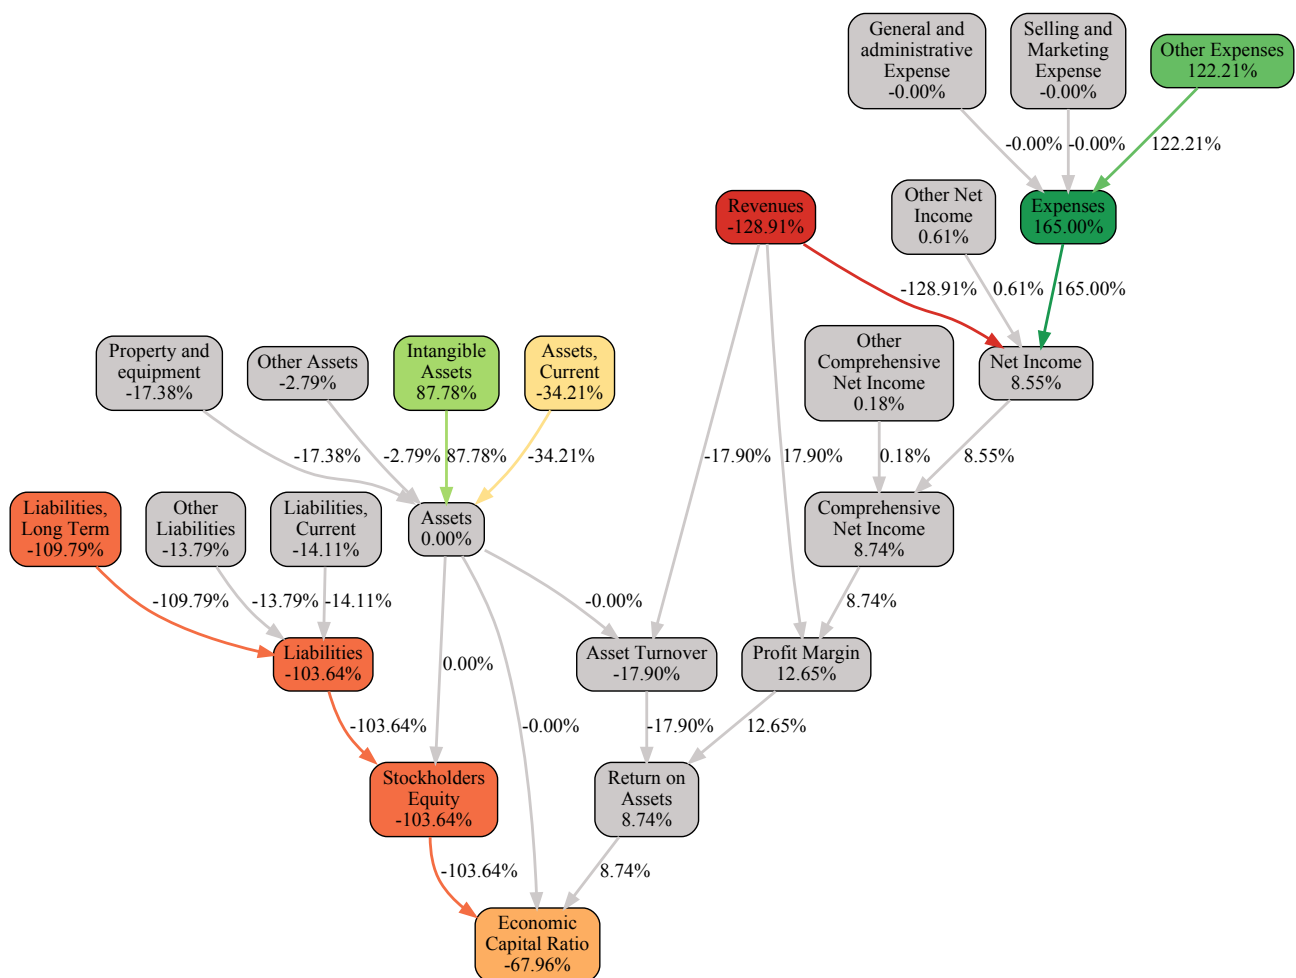 General and
administrative
Expense
-0.00%
Selling and
Marketing
Expense
-0.00%
Other Expenses
122.21%
-0.00%
-0.00%
122.21%
Revenues
-128.91%
Other Net
Income
0.61%
Expenses
165.00%
-128.91%
0.61%
165.00%
Property and
equipment
-17.38%
Other Assets
-2.79%
Intangible
Assets
87.78%
Assets,
Current
-34.21%
Other
Comprehensive
Net Income
0.18%
Net Income
8.55%
-17.38%
-2.79%
87.78%
-34.21%
-17.90%
17.90%
0.18%
8.55%
Liabilities,
Long Term
-109.79%
Other
Liabilities
-13.79%
Liabilities,
Current
-14.11%
Assets
0.00%
Comprehensive
Net Income
8.74%
-109.79%
-13.79%
-14.11%
-0.00%
8.74%
Liabilities
-103.64%
0.00%
Asset Turnover
-17.90%
Profit Margin
12.65%
-103.64%
-0.00%
-17.90%
12.65%
Stockholders
Equity
-103.64%
Return on
Assets
8.74%
-103.64%
8.74%
Economic
Capital Ratio
-67.96%